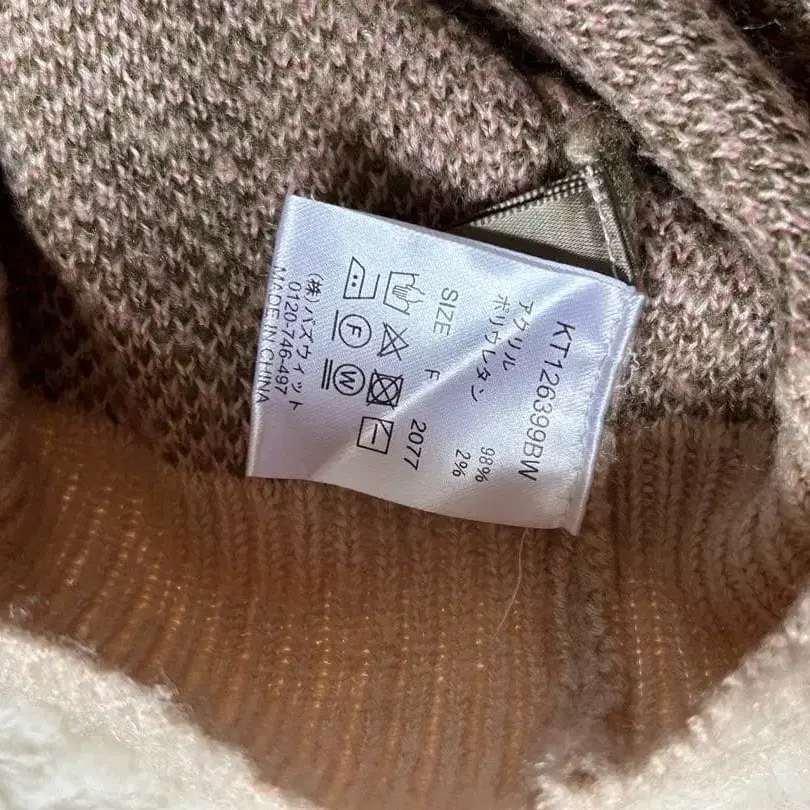 KT126399BW
アクリル 98%
ポリウレタン 2%
SIZE F 2077
F W
(株)バズウィット
0120-746-497
MADE IN CHINA